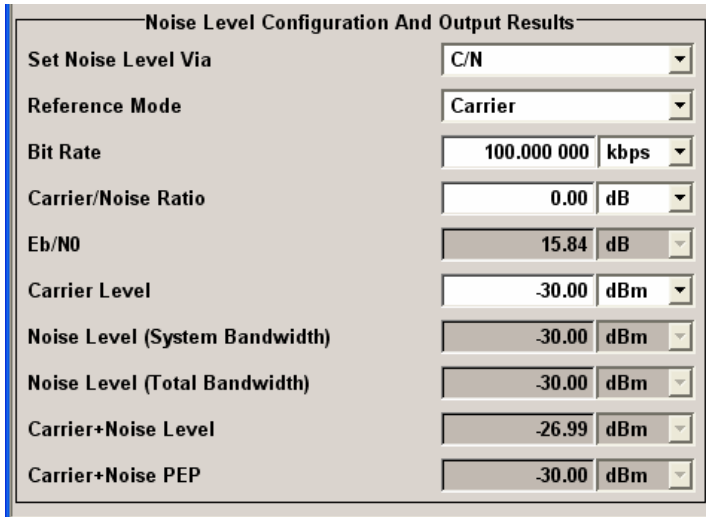 Noise Level Configuration And Output Results
Set Noise Level Via C/N
Reference Mode Carrier
Bit Rate 100.000 000 kbps
Carrier/Noise Ratio 0.00 dB
Eb/N0 15.84 dB
Carrier Level -30.00 dBm
Noise Level (System Bandwidth) -30.00 dBm
Noise Level (Total Bandwidth) -30.00 dBm
Carrier+Noise Level -26.99 dBm
Carrier+Noise PEP -30.00 dBm